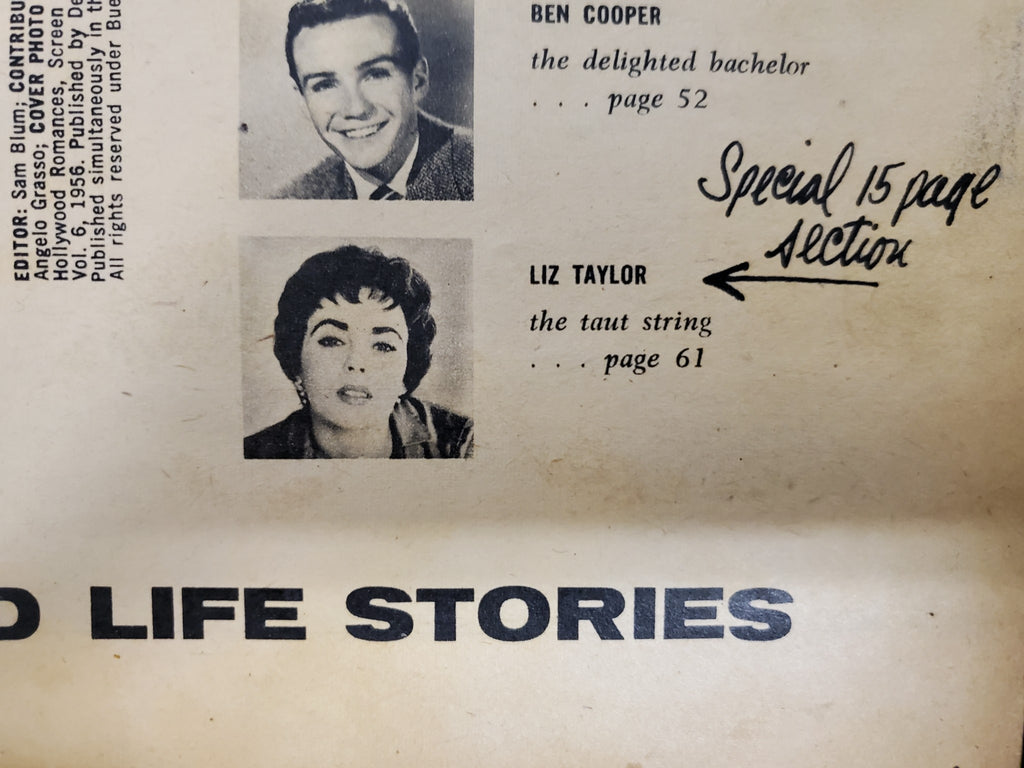 EDITOR: Sam Blum; CONTRIBU
Angelo Grasso; COVER PHOTO
Hollywood Romances, Screen
Vol. 6, 1956. Published by De
Published simultaneously in th
All rights reserved under Bue
BEN COOPER
the delighted bachelor
. . . page 52
Special 15 page
section
LIZ TAYLOR
the taut string
. . . page 61
D LIFE STORIES